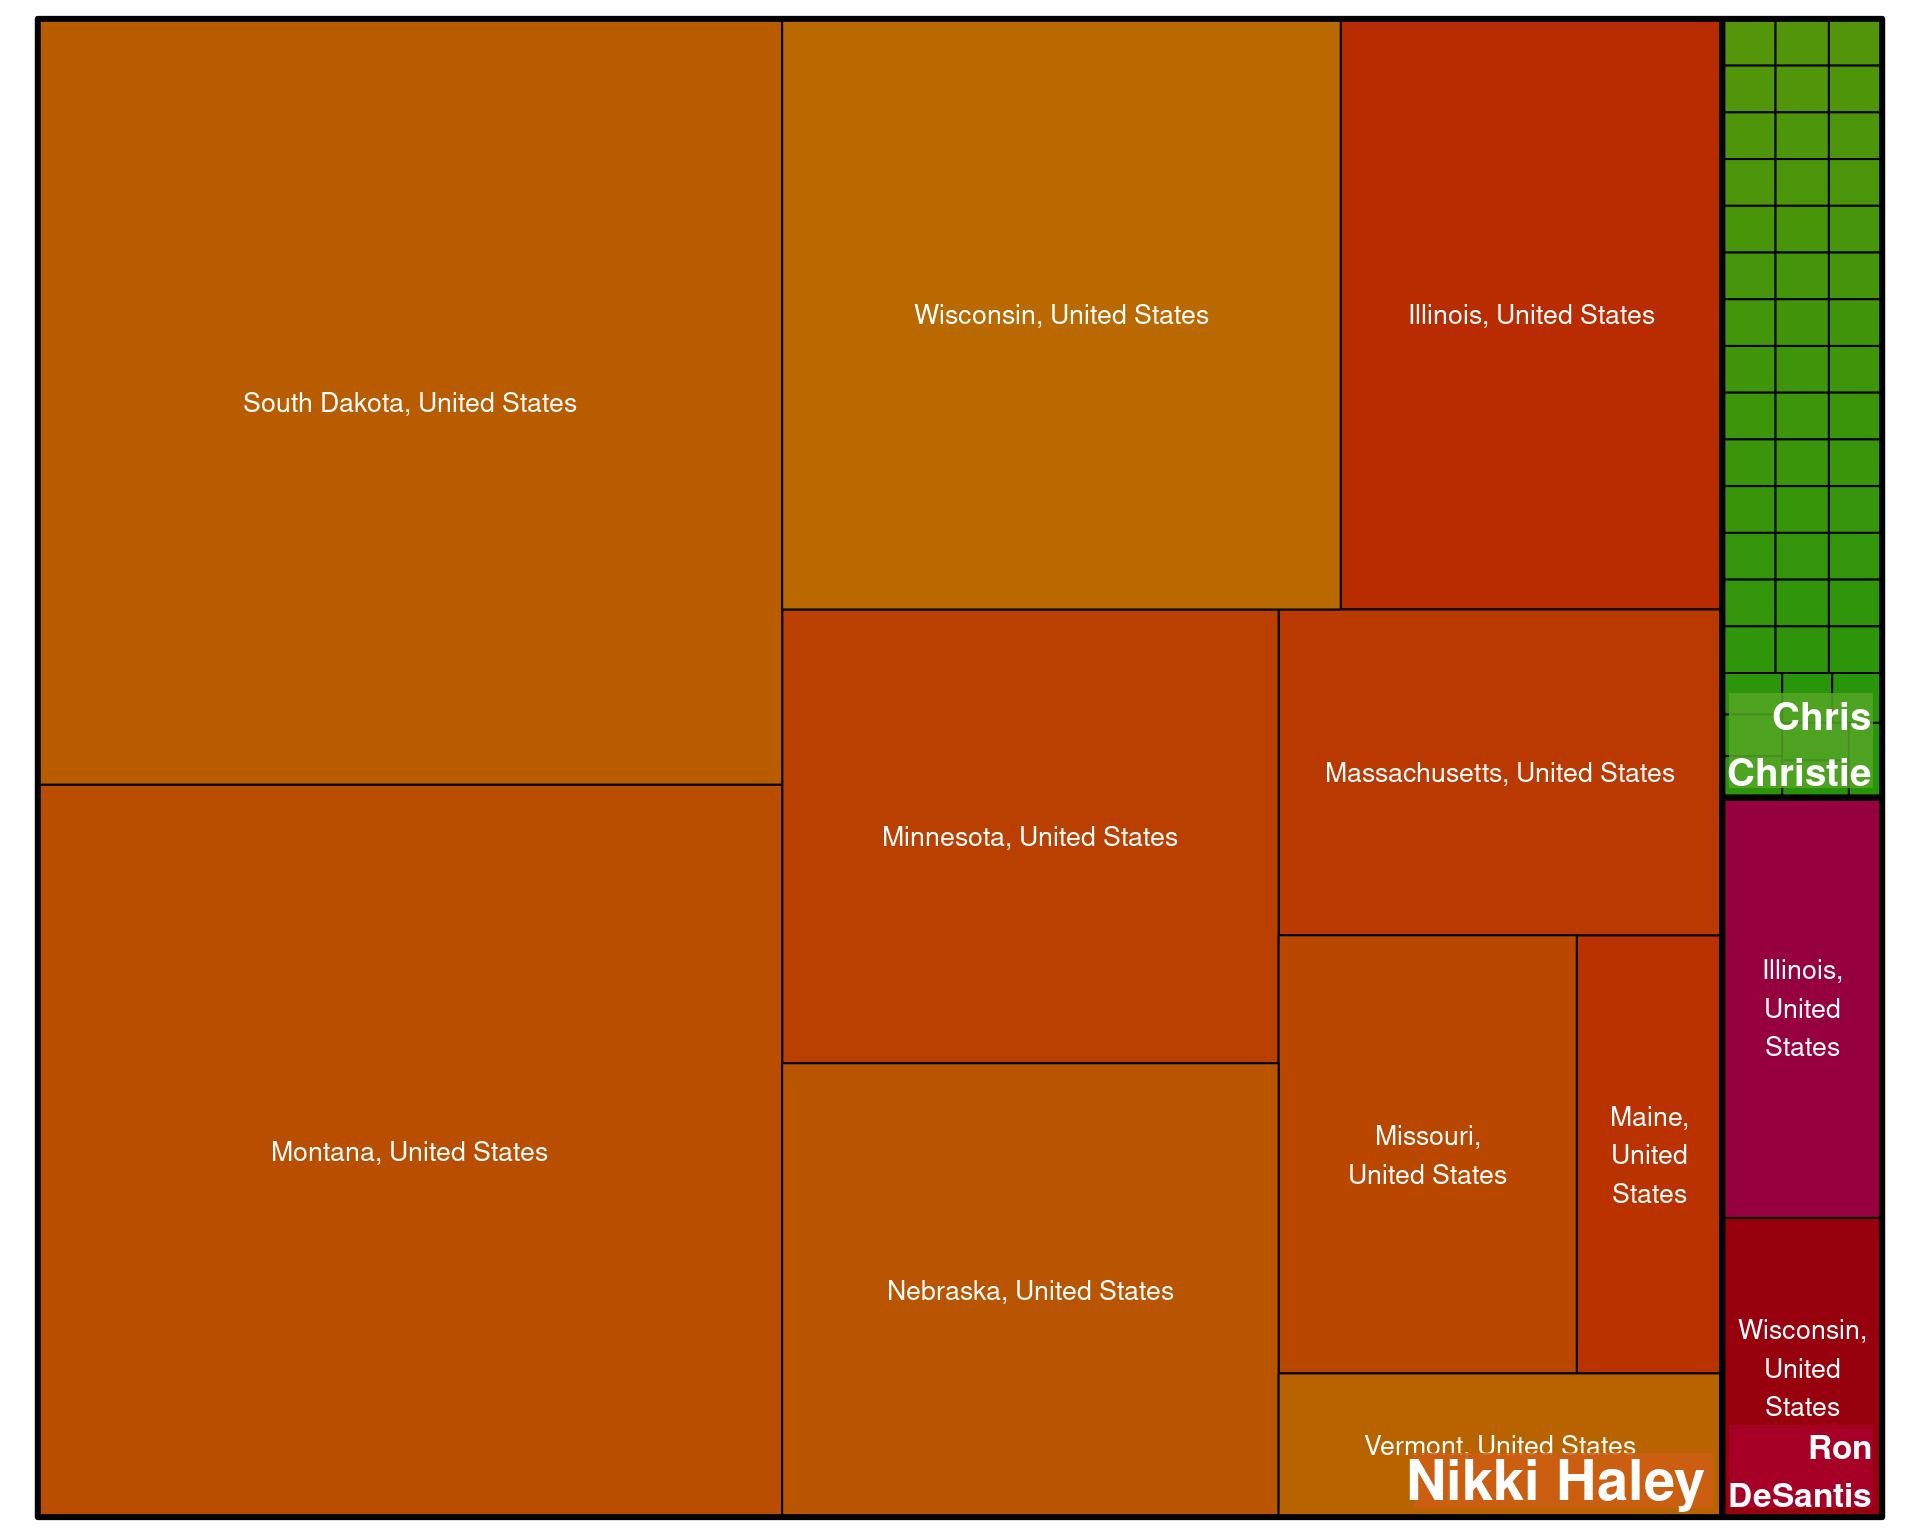 South Dakota, United States
Wisconsin, United States
Illinois, United States
Montana, United States
Minnesota, United States
Massachusetts, United States
Nebraska, United States
Missouri,
United States
Maine,
United
States
Vermont, United States
Nikki Haley
Chris
Christie
Illinois,
United
States
Wisconsin,
United
States
Ron
DeSantis